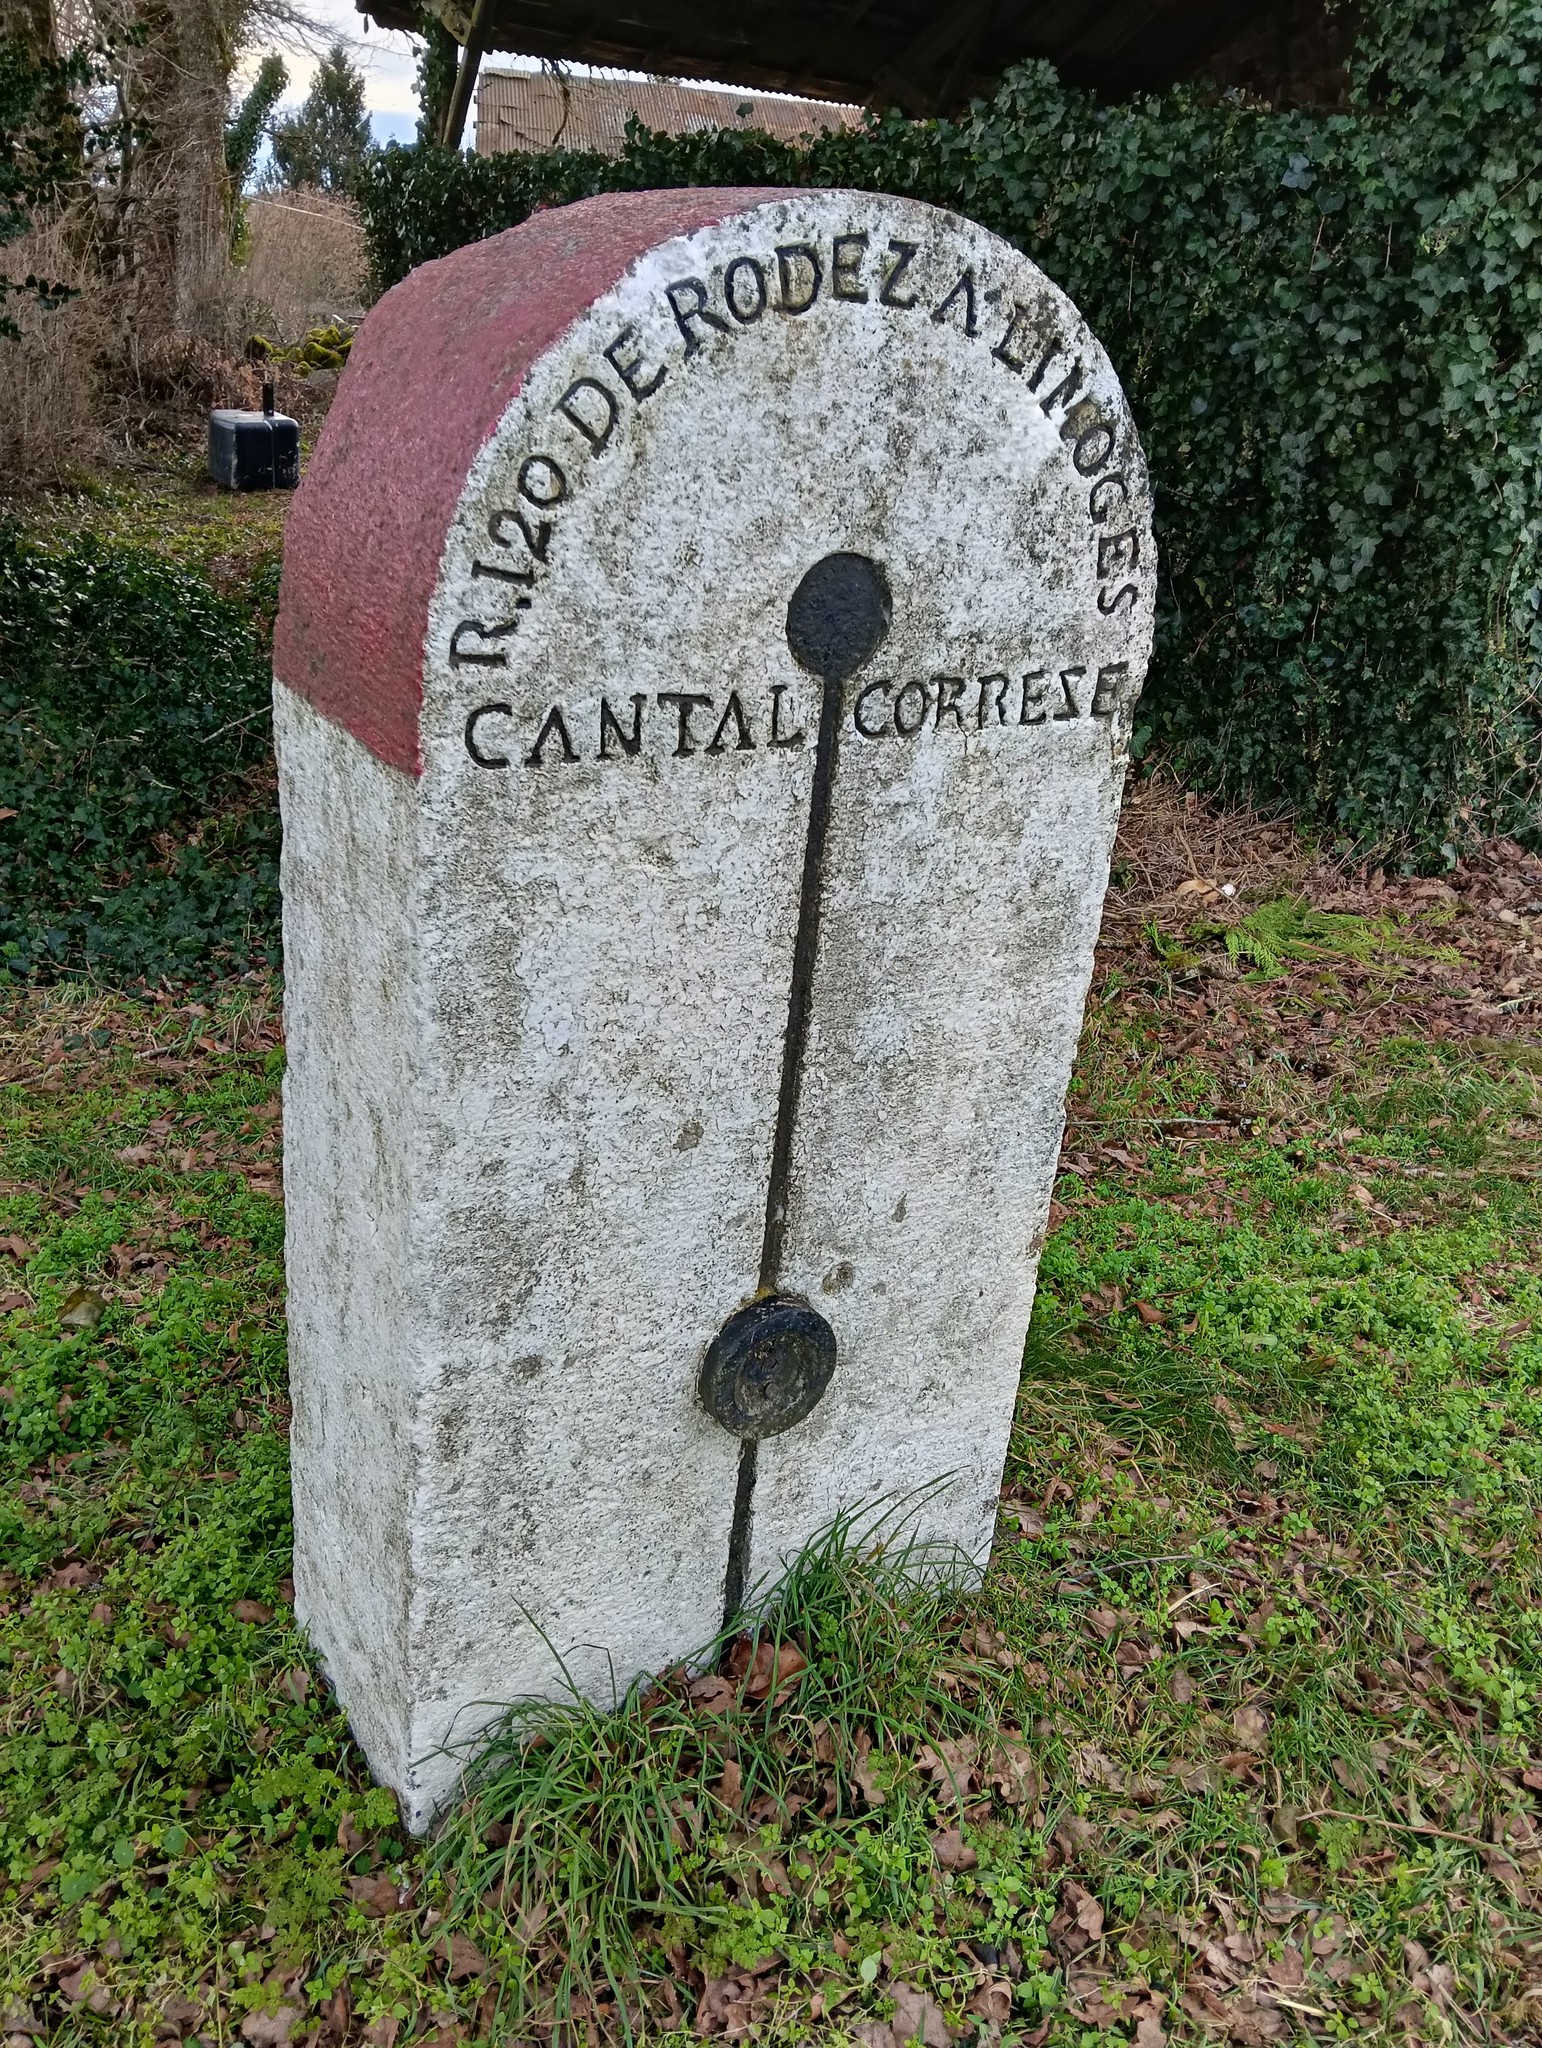 R.120 DE RODEZ A LIMOGES
CANTAL CORREZE